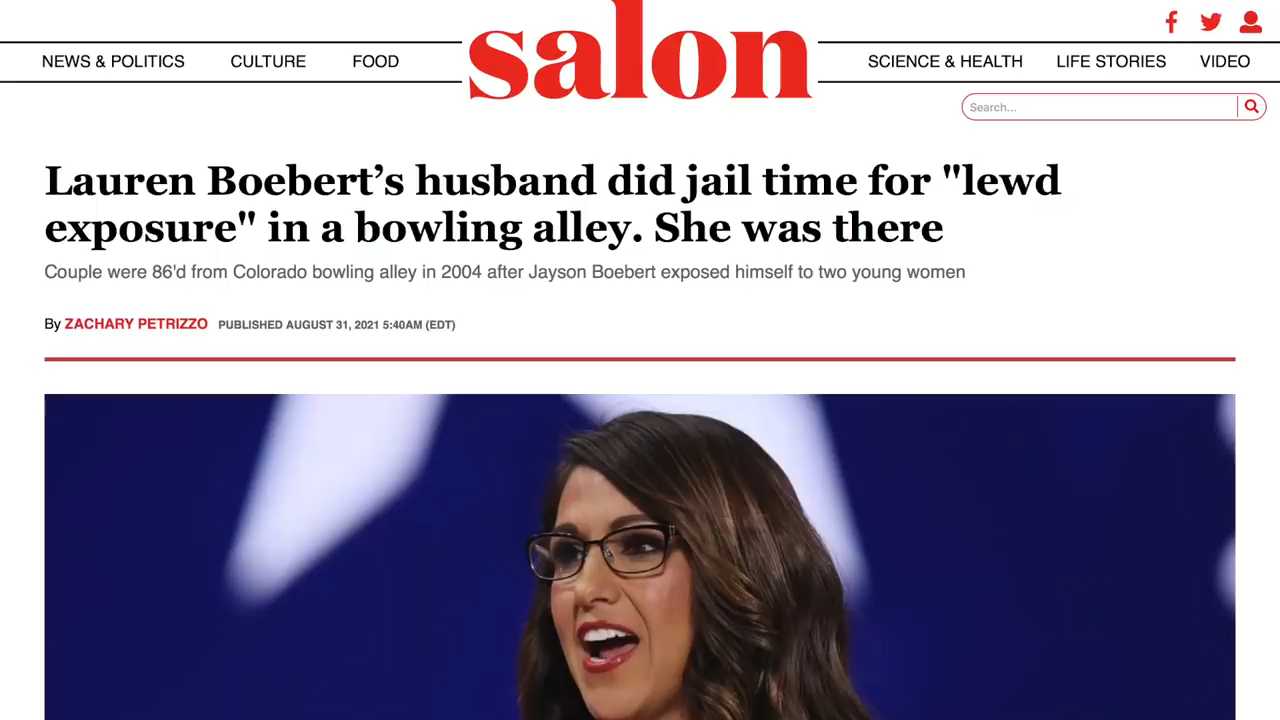 salon
NEWS & POLITICS CULTURE FOOD SCIENCE & HEALTH LIFE STORIES VIDEO
Search...
Lauren Boebert’s husband did jail time for "lewd
exposure" in a bowling alley. She was there
Couple were 86'd from Colorado bowling alley in 2004 after Jayson Boebert exposed himself to two young women
By ZACHARY PETRIZZO PUBLISHED AUGUST 31, 2021 5:40AM (EDT)